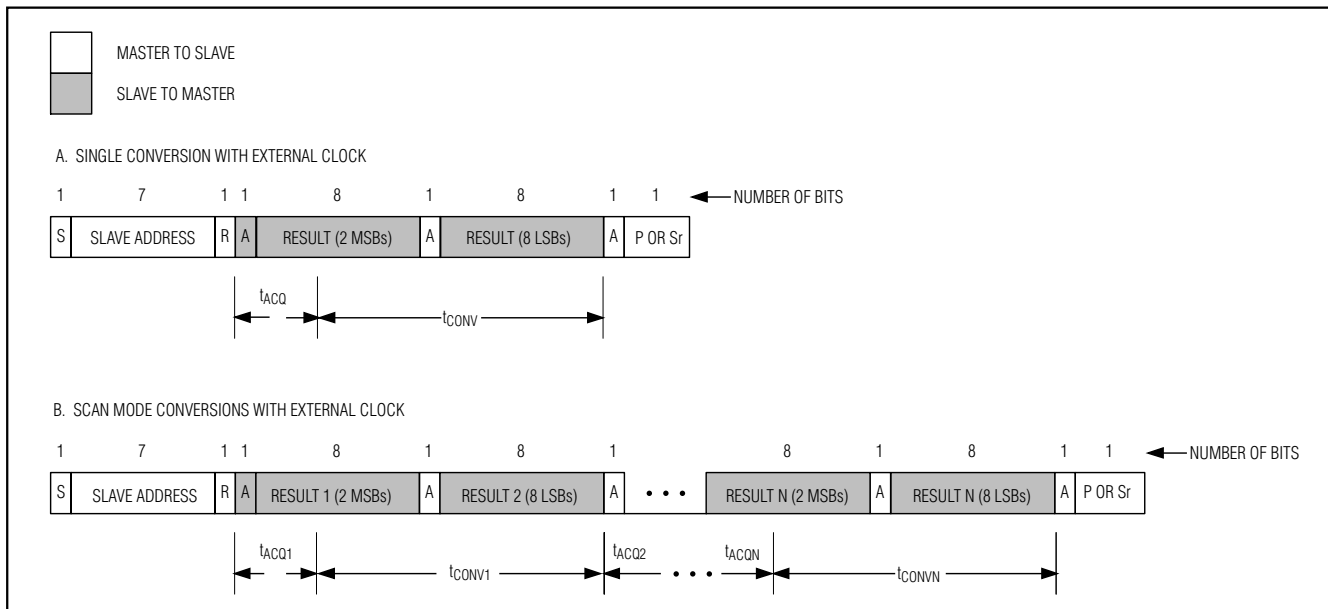 MASTER TO SLAVE
SLAVE TO MASTER
A. SINGLE CONVERSION WITH EXTERNAL CLOCK
1 7 1 1 8 1 8 1 1 NUMBER OF BITS
S SLAVE ADDRESS R A RESULT (2 MSBs) A RESULT (8 LSBs) A P OR Sr
tACQ
tCONV
B. SCAN MODE CONVERSIONS WITH EXTERNAL CLOCK
1 7 1 1 8 1 8 1 8 1 8 1 1 NUMBER OF BITS
S SLAVE ADDRESS R A RESULT 1 (2 MSBs) A RESULT 2 (8 LSBs) A • • • RESULT N (2 MSBs) A RESULT N (8 LSBs) A P OR Sr
tACQ1 tACQ2 tACQN
tCONV1 • • • tCONVN